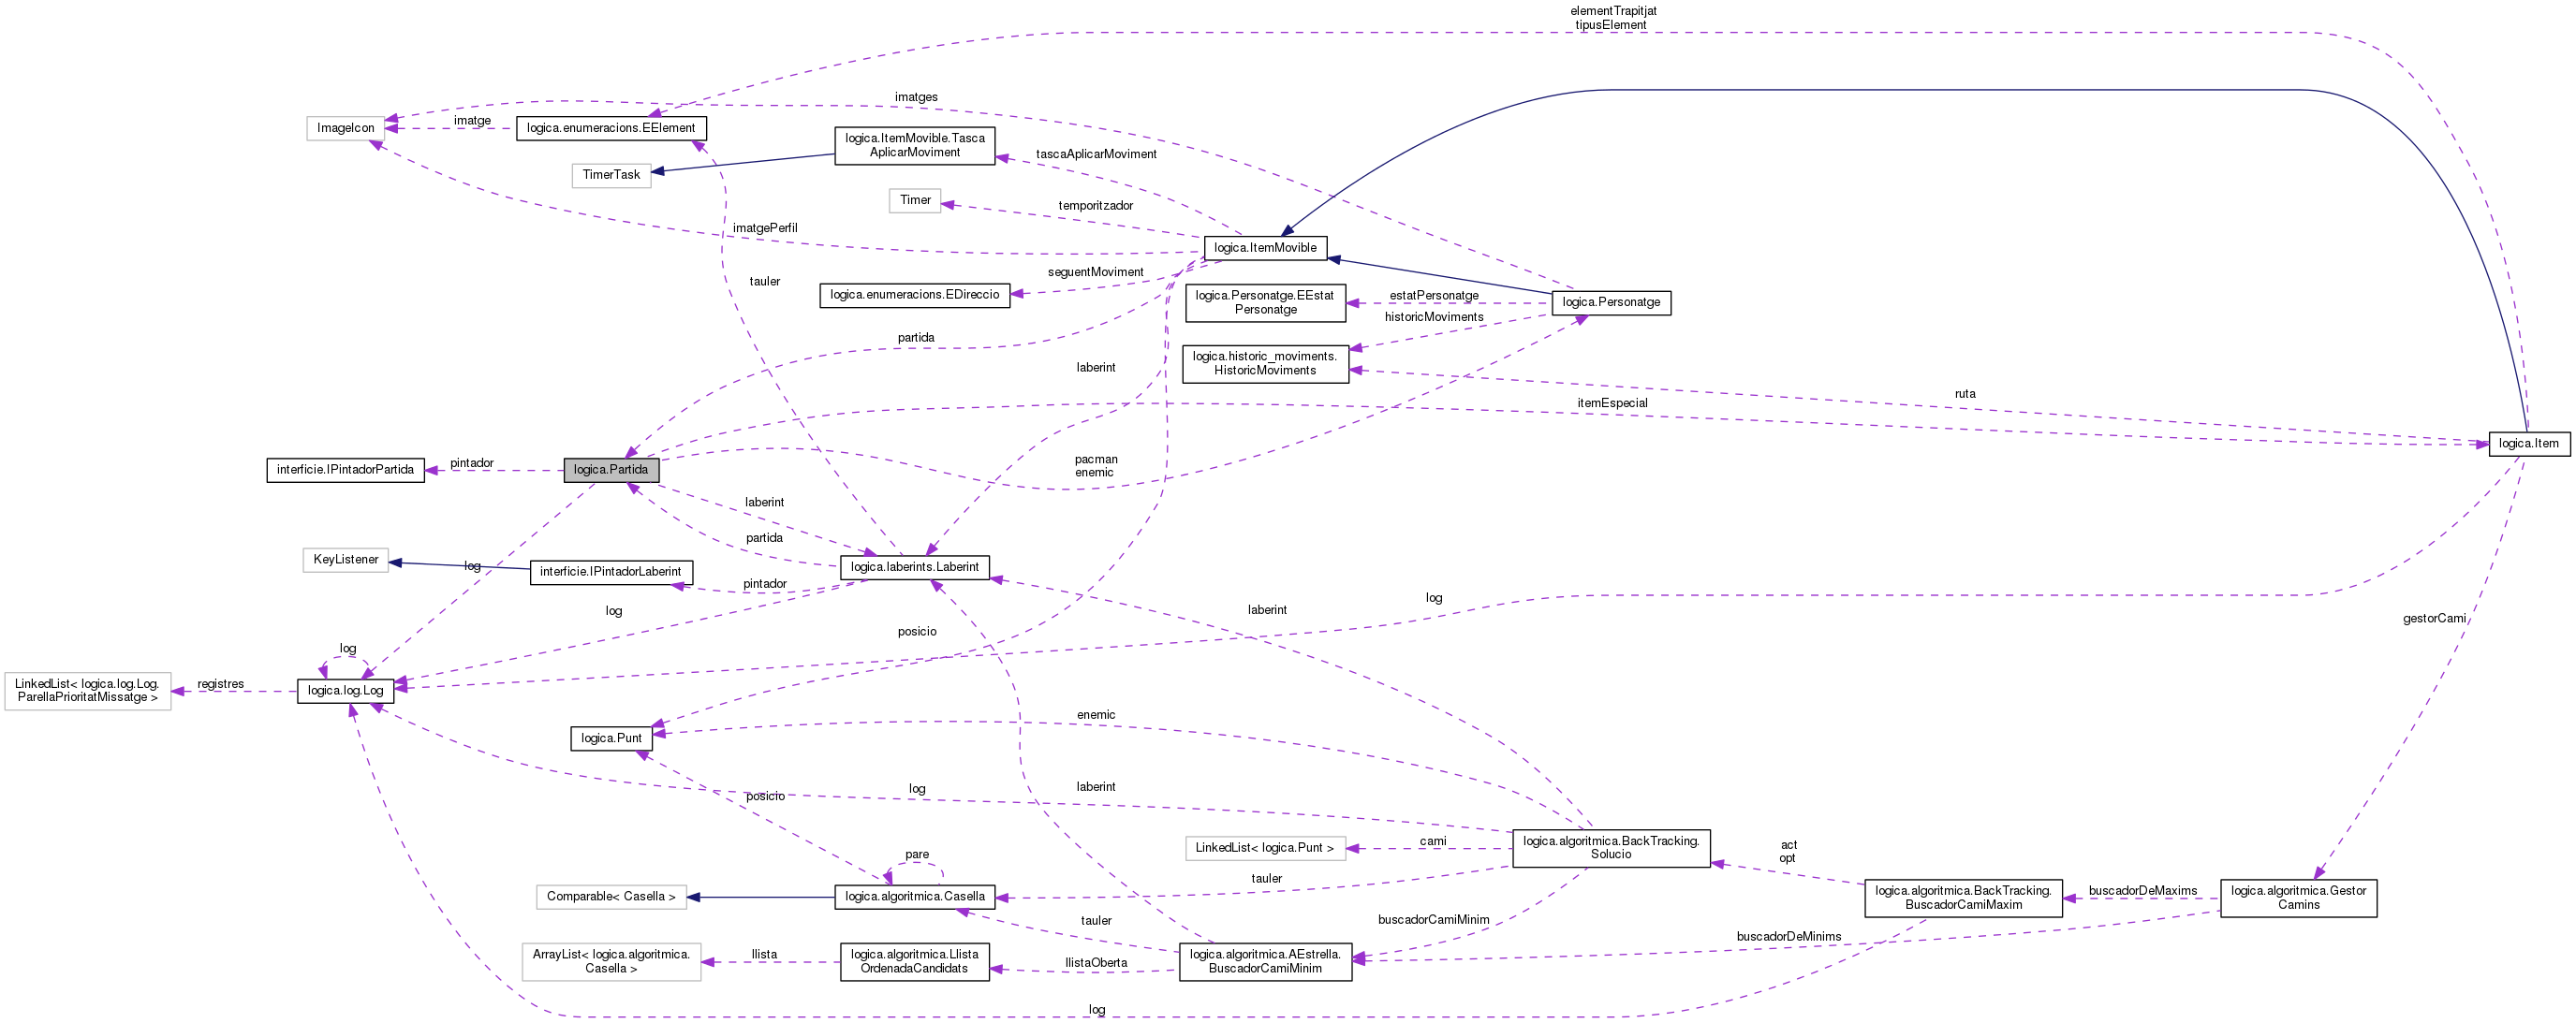 elementTrapitjat
tipusElement
imatges
ImageIcon
imatge
logica.enumeracions.EElement
logica.ItemMovible.Tasca
AplicarMoviment
tascaAplicarMoviment
TimerTask
Timer
temporitzador
imatgePerfil
logica.ItemMovible
tauler
seguentMoviment
logica.enumeracions.EDireccio
logica.Personatge.EEstat
Personatge
estatPersonatge
logica.Personatge
historicMoviments
partida
laberint
logica.historic_moviments.
HistoricMoviments
ruta
itemEspecial
logica.Item
interficie.IPintadorPartida
pintador
logica.Partida
pacman
enemic
laberint
partida
log
KeyListener
interficie.IPintadorLaberint
pintador
logica.laberints.Laberint
log
laberint
log
gestorCami
posicio
log
LinkedList< logica.log.Log.
ParellaPrioritatMissatge >
registres
logica.log.Log
logica.Punt
enemic
posicio
log
laberint
LinkedList< logica.Punt >
cami
logica.algoritmica.BackTracking.
Solucio
act
opt
pare
Comparable< Casella >
logica.algoritmica.Casella
tauler
logica.algoritmica.BackTracking.
BuscadorCamiMaxim
buscadorDeMaxims
logica.algoritmica.Gestor
Camins
tauler
buscadorCamiMinim
buscadorDeMinims
ArrayList< logica.algoritmica.
Casella >
llista
logica.algoritmica.Llista
OrdenadaCandidats
llistaOberta
logica.algoritmica.AEstrella.
BuscadorCamiMinim
log